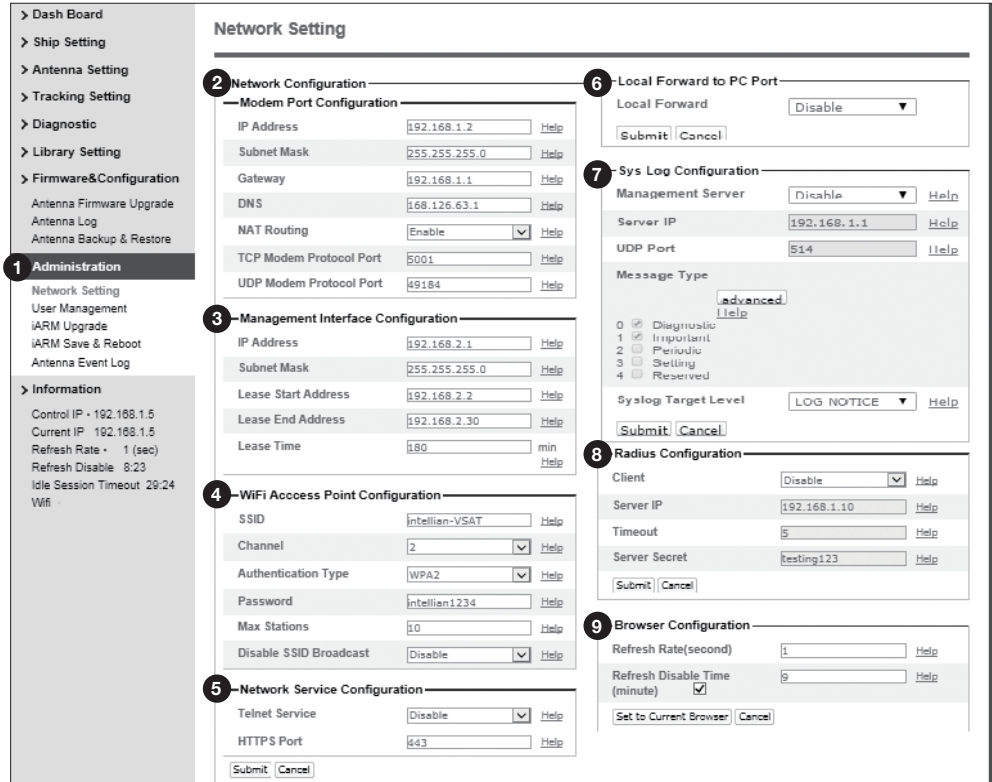 > Dash Board
> Ship Setting
> Antenna Setting
> Tracking Setting
> Diagnostic
> Library Setting
> Firmware&Configuration
Antenna Firmware Upgrade
Antenna Log
Antenna Backup & Restore
1 Administration
Network Setting
User Management
iARM Upgrade
iARM Save & Reboot
Antenna Event Log
> Information
Control IP • 192.168.1.5
Current IP 192.168.1.5
Refresh Rate • 1 (sec)
Refresh Disable 8:23
Idle Session Timeout 29:24
Wifi
Network Setting
2 Network Configuration
Modem Port Configuration
IP Address 192.168.1.2 Help
Subnet Mask 255.255.255.0 Help
Gateway 192.168.1.1 Help
DNS 168.126.63.1 Help
NAT Routing Enable Help
TCP Modem Protocol Port 5001 Help
UDP Modem Protocol Port 49184 Help
3 Management Interface Configuration
IP Address 192.168.2.1 Help
Subnet Mask 255.255.255.0 Help
Lease Start Address 192.168.2.2 Help
Lease End Address 192.168.2.30 Help
Lease Time 180 min
Help
4 WiFi Acccess Point Configuration
SSID intellian-VSAT Help
Channel 2 Help
Authentication Type WPA2 Help
Password intellian1234 Help
Max Stations 10 Help
Disable SSID Broadcast Disable Help
5 Network Service Configuration
Telnet Service Disable Help
HTTPS Port 443 Help
Submit Cancel
6 Local Forward to PC Port
Local Forward Disable
Submit Cancel
7 Sys Log Configuration
Management Server Disable Help
Server IP 192.168.1.1 Help
UDP Port 514 Help
Message Type
advanced
Help
0 Diagnostic
1 Important
2 Periodic
3 Setting
4 Reserved
Syslog Target Level LOG NOTICE Help
Submit Cancel
8 Radius Configuration
Client Disable Help
Server IP 192.168.1.10 Help
Timeout 5 Help
Server Secret testing123 Help
Submit Cancel
9 Browser Configuration
Refresh Rate(second) 1 Help
Refresh Disable Time
(minute) 9 Help
Set to Current Browser Cancel